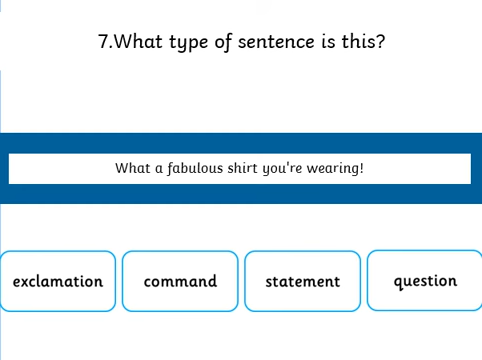 7.What type of sentence is this?
What a fabulous shirt you're wearing!
exclamation
command
statement
question